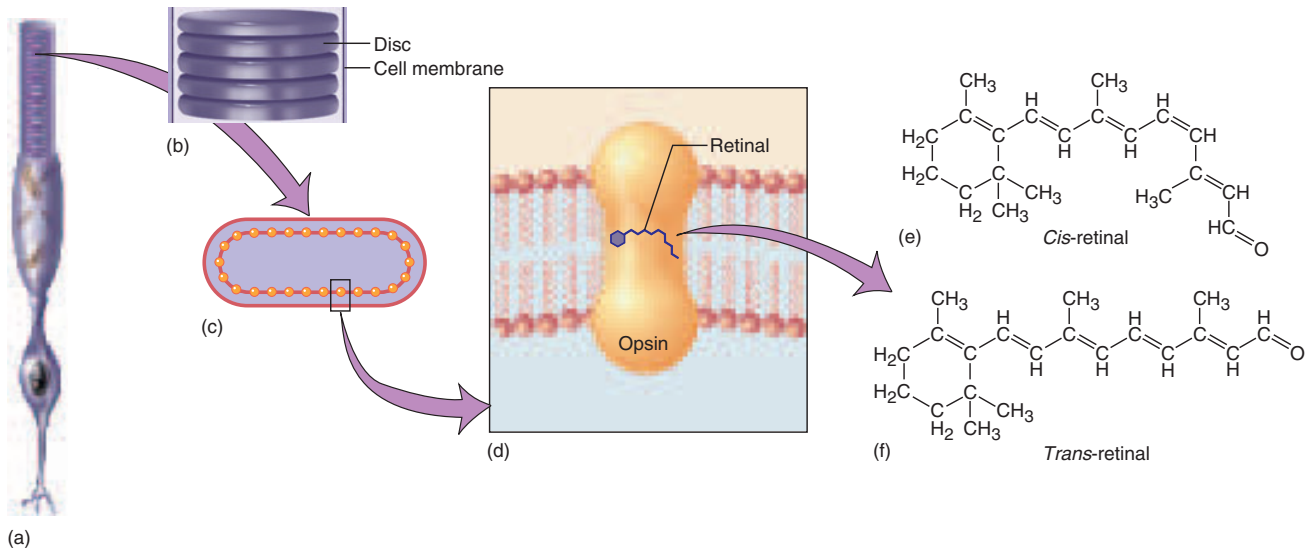 Disc
Cell membrane
(b)
(a)
(c)
Retinal
Opsin
(d)
CH3
H
CH3
H
H
C
C
C
C
C
C
H2C
C
C
C
C
CH
H
H
H
H2C
C
CH3
C
C
H3C
CH
H2
CH3
HC
O
(e)
Cis-retinal
CH3
H
CH3
H
H
CH3
H
C
C
C
C
C
C
C
C
H2C
C
C
C
C
C
C
O
H
H
H
H
H2C
C
CH3
C
H2
CH3
(f)
Trans-retinal